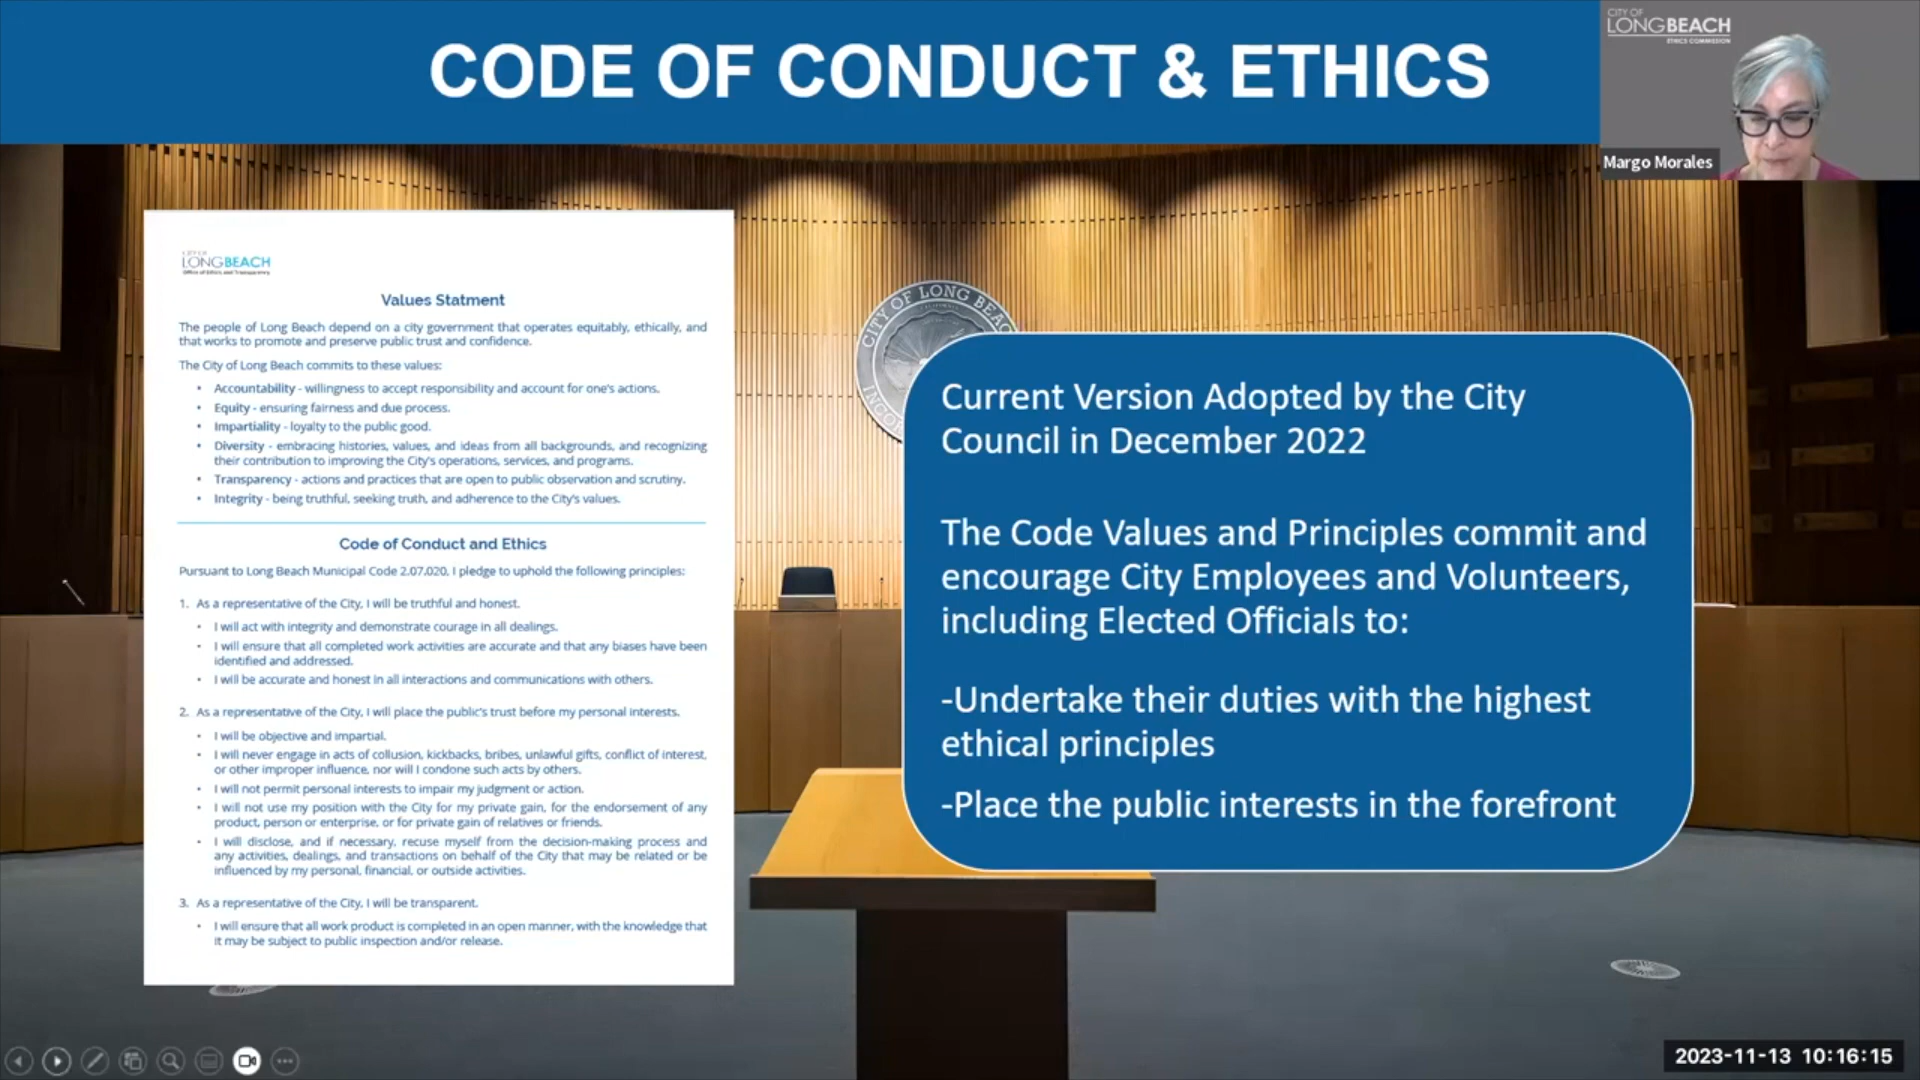 CODE OF CONDUCT & ETHICS
CITY OF
LONGBEACH
ETHICS COMMISSION
Margo Morales
CITY OF
LONGBEACH
Office of Ethics and Transparency
Values Statment
The people of Long Beach depend on a city government that operates equitably, ethically, and
that works to promote and preserve public trust and confidence.
The City of Long Beach commits to these values:
• Accountability - willingness to accept responsibility and account for one's actions.
• Equity - ensuring fairness and due process.
• Impartiality - loyalty to the public good.
• Diversity - embracing histories, values, and ideas from all backgrounds, and recognizing
their contribution to improving the City's operations, services, and programs.
• Transparency - actions and practices that are open to public observation and scrutiny.
• Integrity - being truthful, seeking truth, and adherence to the City's values.
Code of Conduct and Ethics
Pursuant to Long Beach Municipal Code 2.07.020, I pledge to uphold the following principles:
1. As a representative of the City, I will be truthful and honest.
• I will act with integrity and demonstrate courage in all dealings.
• I will ensure that all completed work activities are accurate and that any biases have been
identified and addressed.
• I will be accurate and honest in all interactions and communications with others.
2. As a representative of the City, I will place the public's trust before my personal interests.
• I will be objective and impartial.
• I will never engage in acts of collusion, kickbacks, bribes, unlawful gifts, conflict of interest,
or other improper influence, nor will I condone such acts by others.
• I will not permit personal interests to impair my judgment or action.
• I will not use my position with the City for my private gain, for the endorsement of any
product, person or enterprise, or for private gain of relatives or friends.
• I will disclose, and if necessary, recuse myself from the decision-making process and
any activities, dealings, and transactions on behalf of the City that may be related or be
influenced by my personal, financial, or outside activities.
3. As a representative of the City, I will be transparent.
• I will ensure that all work product is completed in an open manner, with the knowledge that
it may be subject to public inspection and/or release.
CITY OF LONG BEAC
INCO
Current Version Adopted by the City
Council in December 2022
The Code Values and Principles commit and
encourage City Employees and Volunteers,
including Elected Officials to:
-Undertake their duties with the highest
ethical principles
-Place the public interests in the forefront
2023-11-13 10:16:15